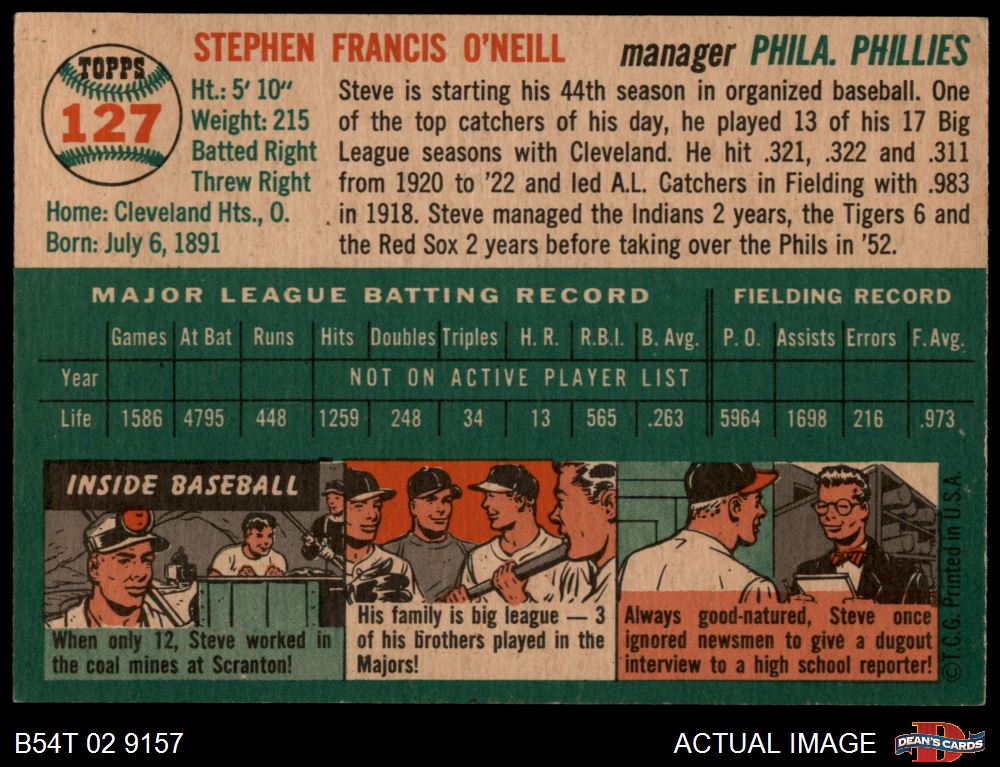 TOPPS
127
STEPHEN FRANCIS O'NEILL
manager PHILA. PHILLIES
Ht.: 5' 10"
Weight: 215
Batted Right
Threw Right
Home: Cleveland Hts., O.
Born: July 6, 1891
Steve is starting his 44th season in organized baseball. One
of the top catchers of his day, he played 13 of his 17 Big
League seasons with Cleveland. He hit .321, .322 and .311
from 1920 to '22 and led A.L. Catchers in Fielding with .983
in 1918. Steve managed the Indians 2 years, the Tigers 6 and
the Red Sox 2 years before taking over the Phils in '52.
MAJOR LEAGUE BATTING RECORD FIELDING RECORD
Games At Bat Runs Hits Doubles Triples H. R. R.B.I. B. Avg. P. O. Assists Errors F. Avg.
Year NOT ON ACTIVE PLAYER LIST
Life 1586 4795 448 1259 248 34 13 565 .263 5964 1698 216 .973
INSIDE BASEBALL
When only 12, Steve worked in
the coal mines at Scranton!
His family is big league — 3
of his brothers played in the
Majors!
Always good-natured, Steve once
ignored newsmen to give a dugout
interview to a high school reporter!
©T.C.G. Printed in U.S.A.
B54T 02 9157
ACTUAL IMAGE
D
DEAN'S CARDS